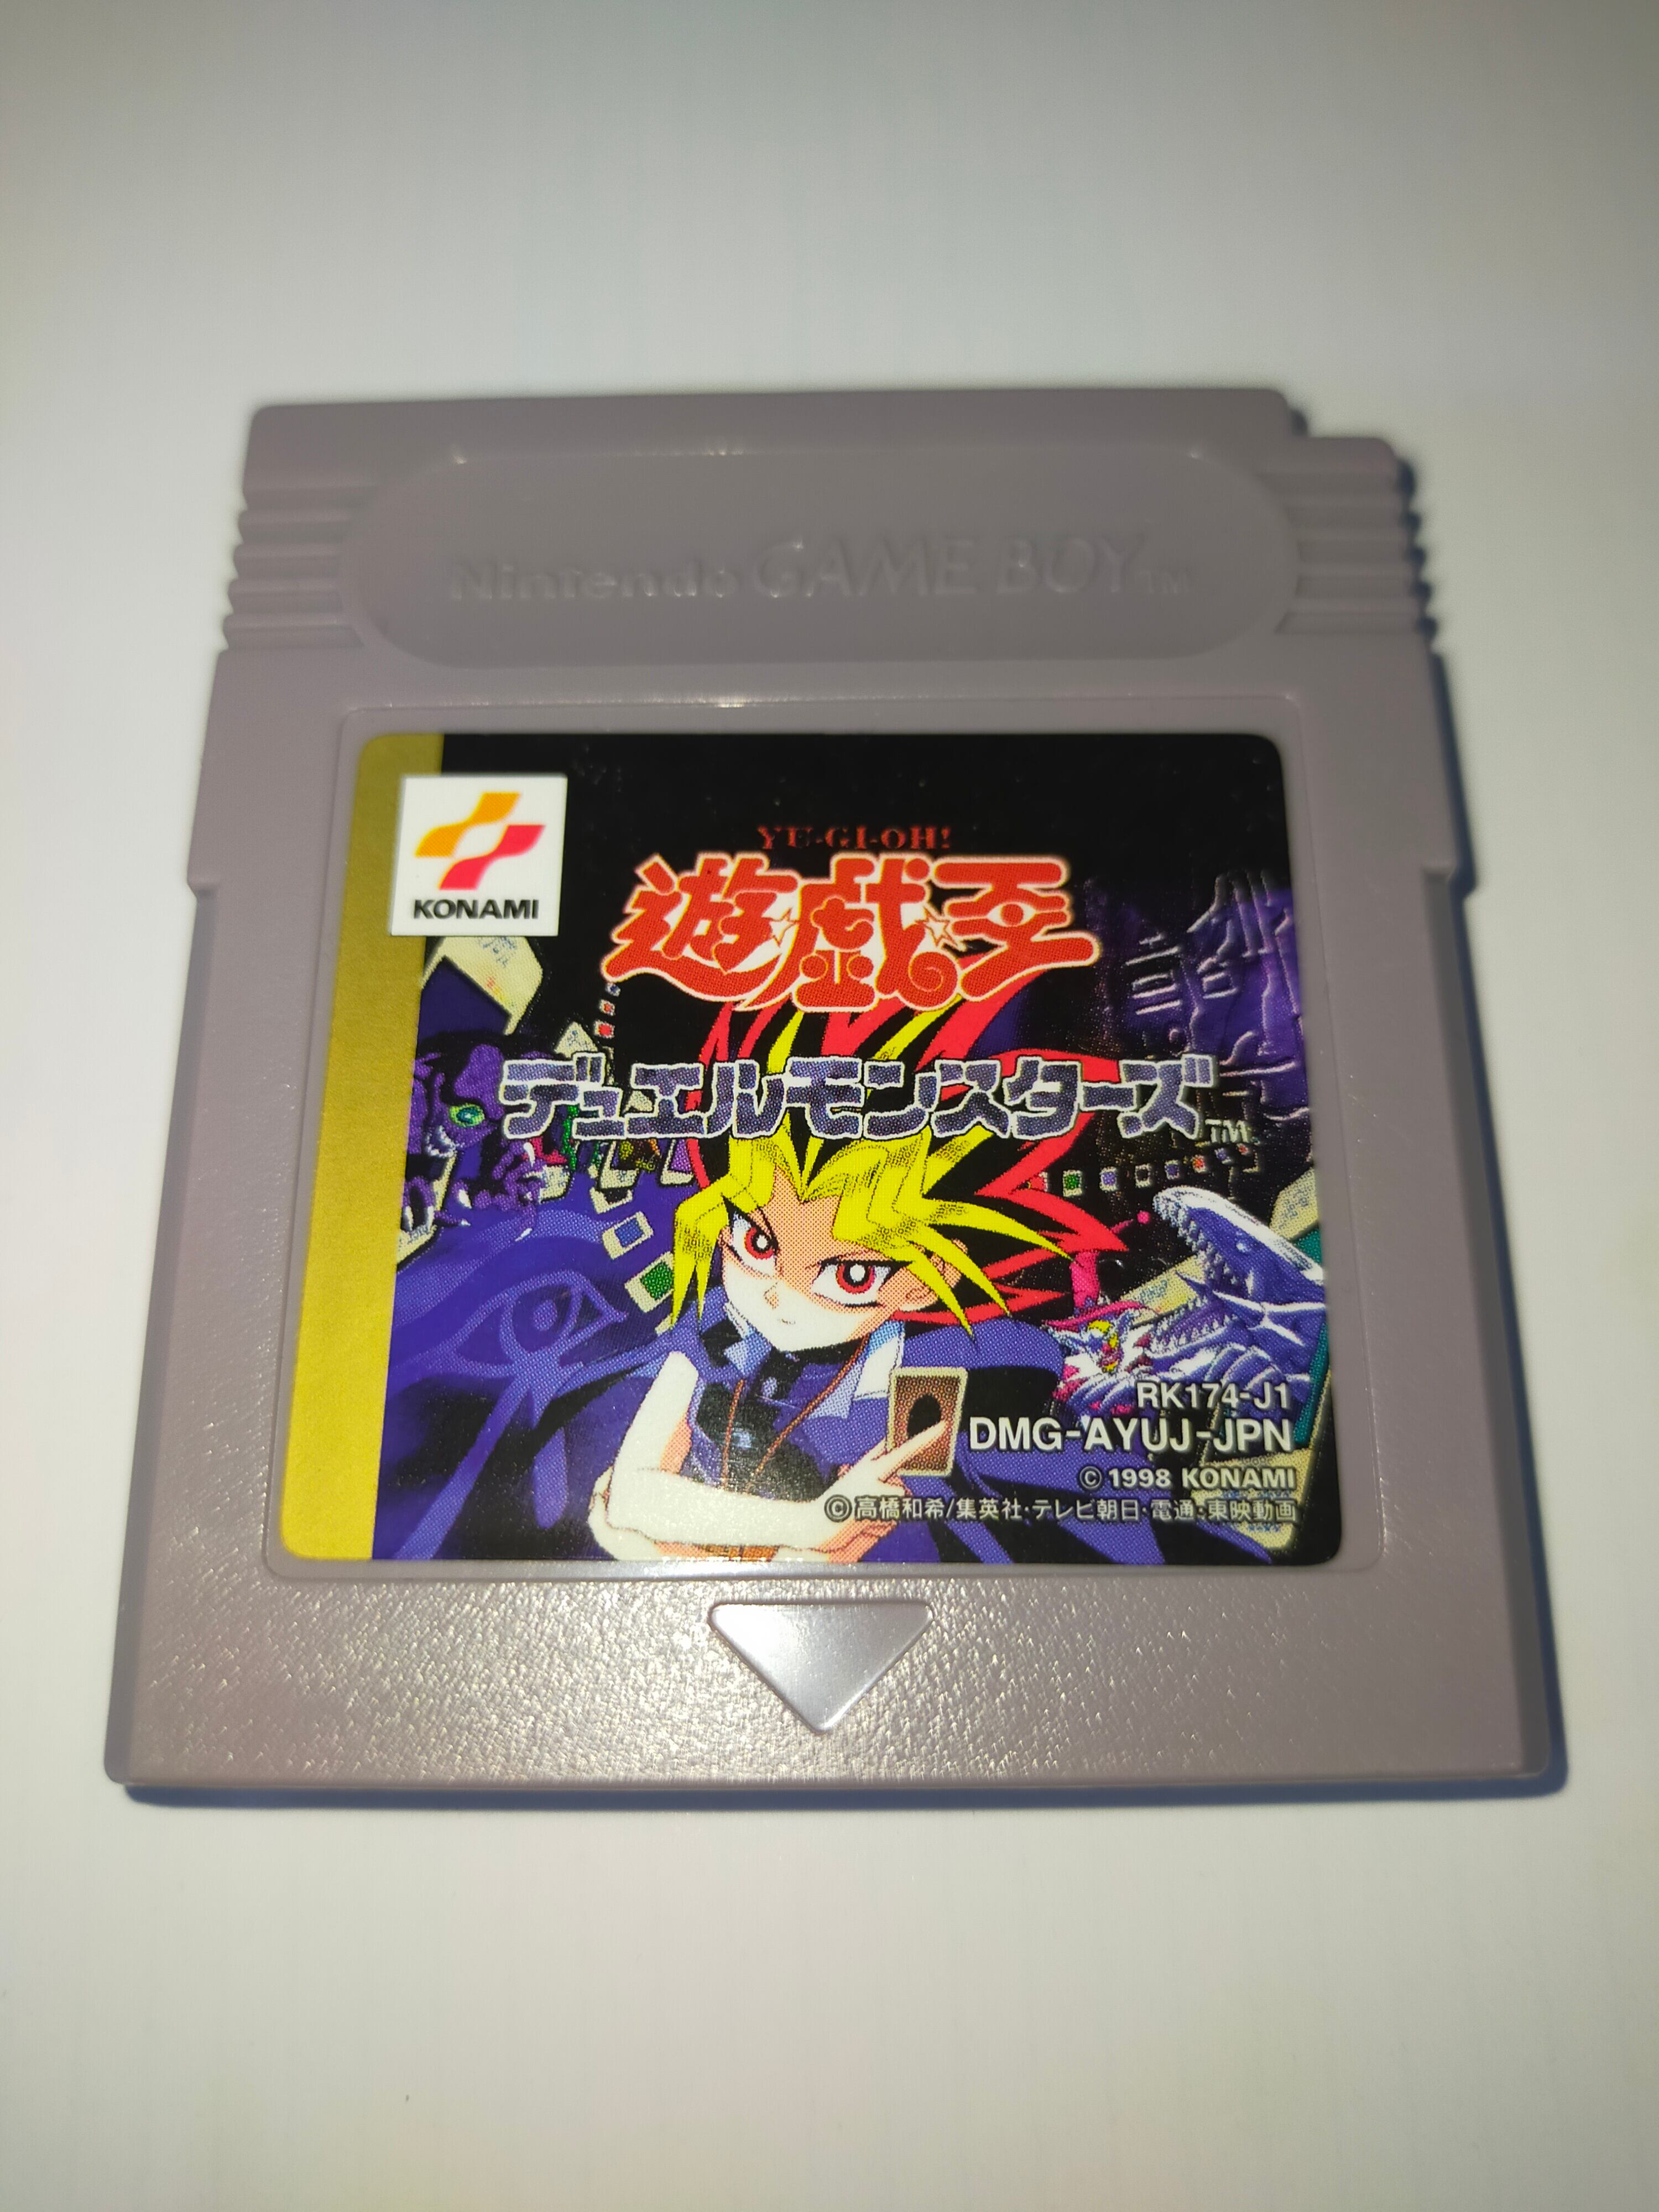 Nintendo GAME BOY TM
KONAMI
YU-GI-OH!
遊☆戯☆王
デュエルモンスターズ TM
RK174-J1
DMG-AYUJ-JPN
© 1998 KONAMI
©高橋和希/集英社・テレビ朝日・電通・東映動画